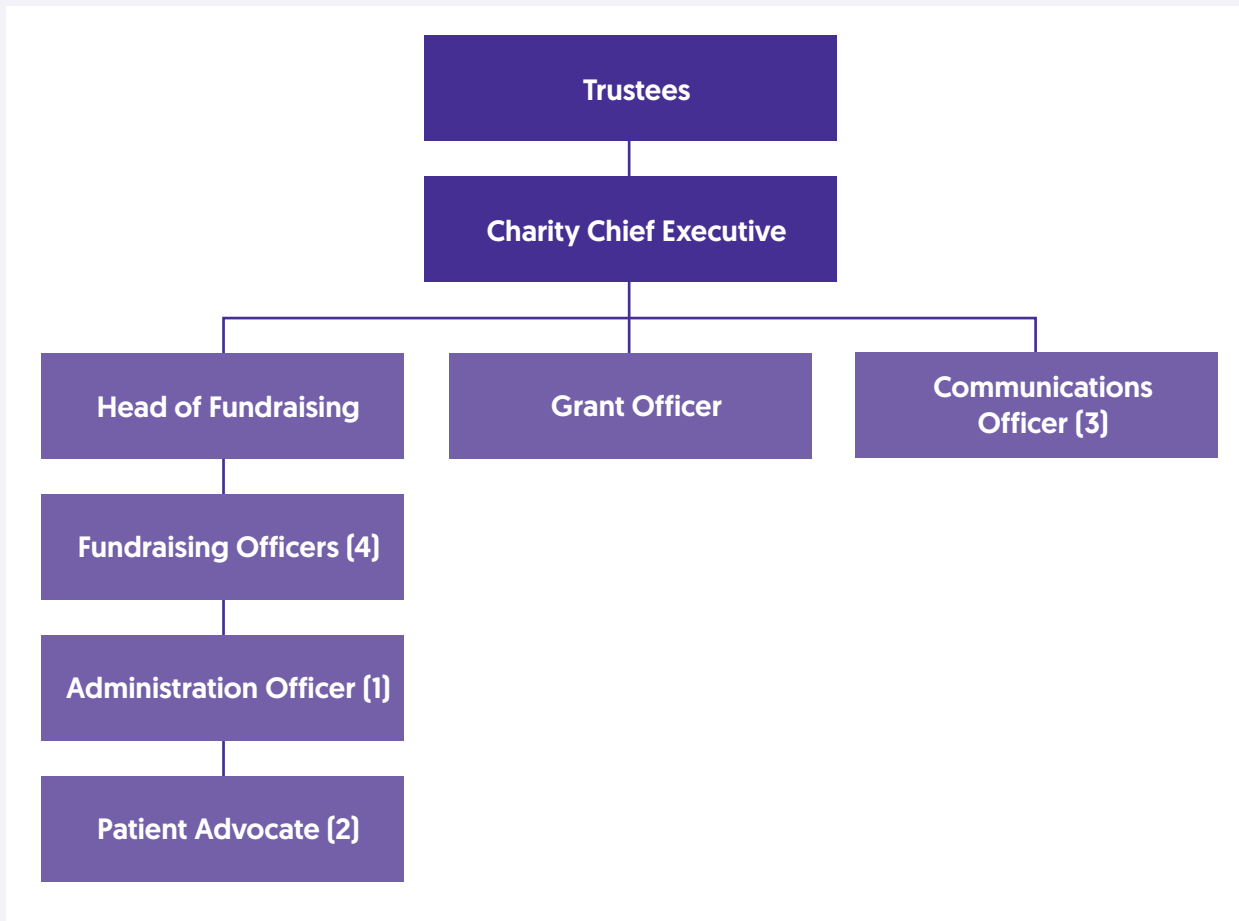 Trustees
Charity Chief Executive
Head of Fundraising
Grant Officer
Communications
Officer (3)
Fundraising Officers (4)
Administration Officer (1)
Patient Advocate (2)